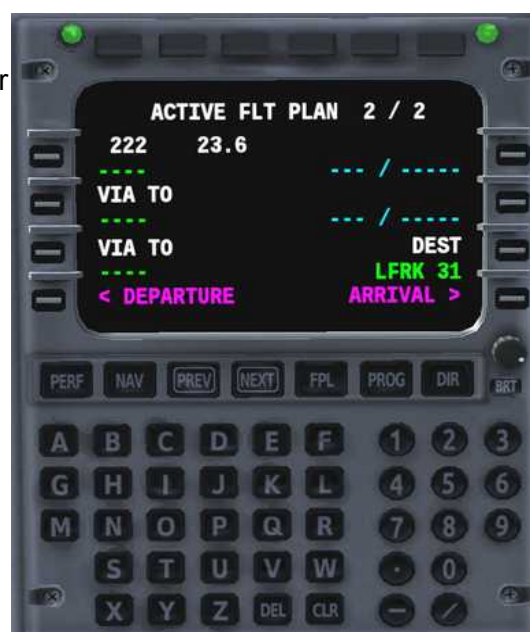 r
ACTIVE FLT PLAN 2 / 2
222 23.6
---- --- / -----
VIA TO
---- --- / -----
VIA TO DEST
---- LFRK 31
< DEPARTURE ARRIVAL >
PERF NAV PREV NEXT FPL PROG DIR BRT
A B C D E F 1 2 3
G H I J K L 4 5 6
M N O P Q R 7 8 9
S T U V W · 0
X Y Z DEL CLR − /